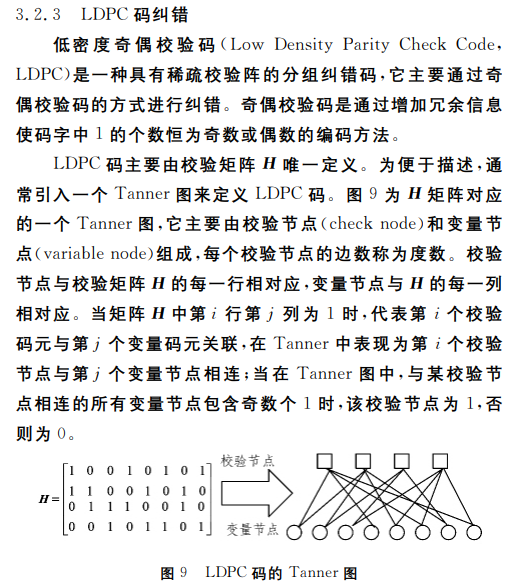 3.2.3 LDPC 码纠错
低密度奇偶校验码(Low Density Parity Check Code,
LDPC)是一种具有稀疏校验阵的分组纠错码,它主要通过奇
偶校验码的方式进行纠错。奇偶校验码是通过增加冗余信息
使码字中 1 的个数恒为奇数或偶数的编码方法。
LDPC 码主要由校验矩阵 H 唯一定义。为便于描述,通
常引入一个 Tanner 图来定义 LDPC 码。图 9 为 H 矩阵对应
的一个 Tanner 图,它主要由校验节点(check node)和变量节
点(variable node)组成,每个校验节点的边数称为度数。校验
节点与校验矩阵 H 的每一行相对应,变量节点与 H 的每一列
相对应。当矩阵 H 中第 i 行第 j 列为 1 时,代表第 i 个校验
码元与第 j 个变量码元关联,在 Tanner 中表现为第 i 个校验
节点与第 j 个变量节点相连;当在 Tanner 图中,与某校验节
点相连的所有变量节点包含奇数个 1 时,该校验节点为 1,否
则为 0。
H=
1 0 0 1 0 1 0 1
1 1 0 0 1 0 1 0
0 1 1 1 0 0 1 0
0 0 1 0 1 1 0 1
校验节点
变量节点
图 9 LDPC 码的 Tanner 图